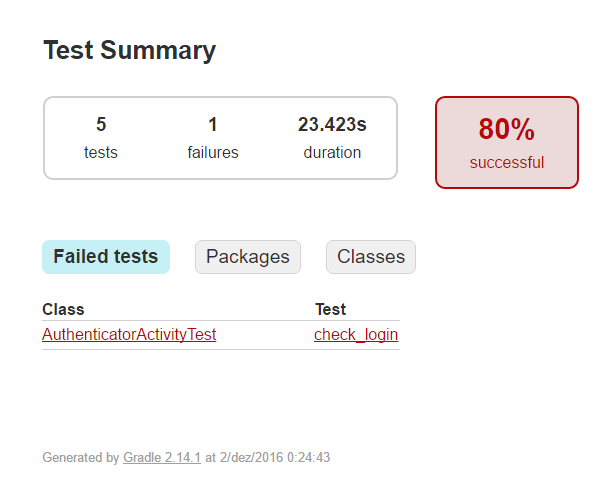 Test Summary
5 1 23.423s
tests failures duration
80%
successful
Failed tests Packages Classes
Class Test
AuthenticatorActivityTest check_login
Generated by Gradle 2.14.1 at 2/dez/2016 0:24:43